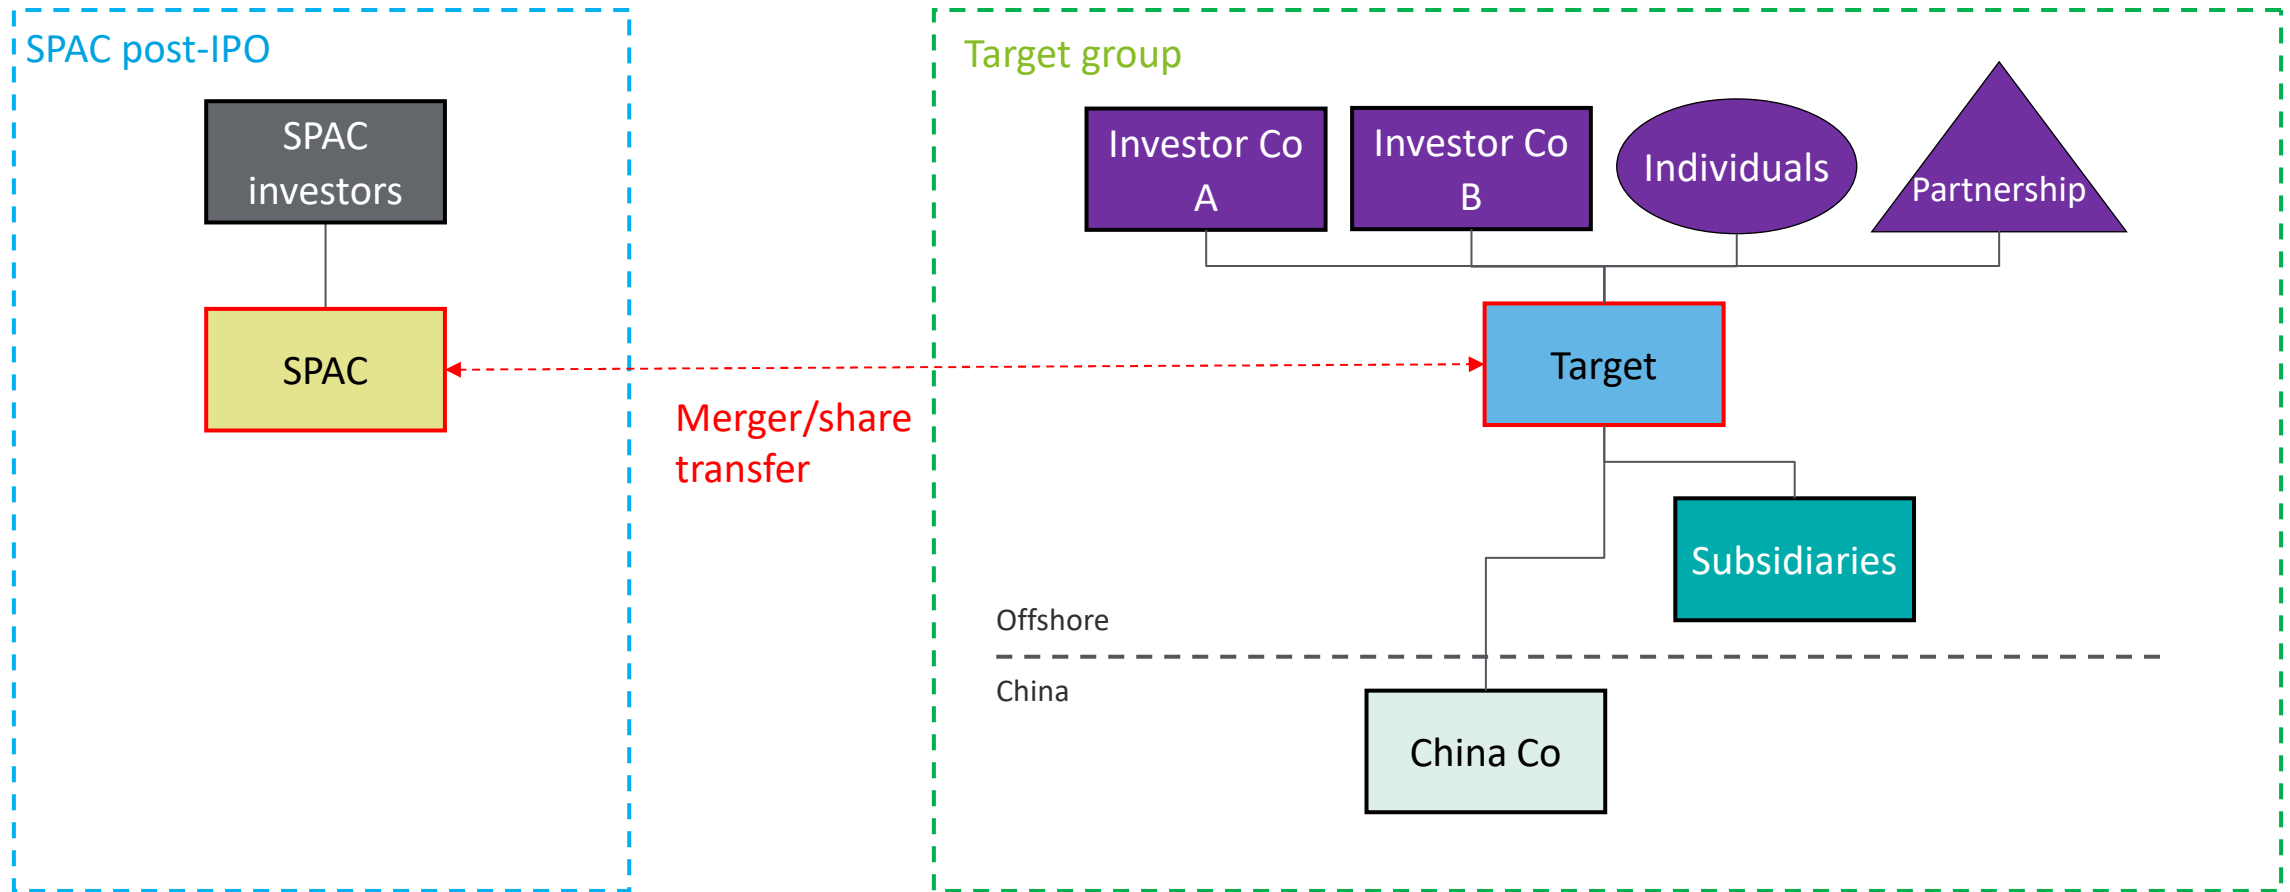 SPAC post-IPO
SPAC
investors
SPAC
Merger/share
transfer
Target group
Investor Co
A
Investor Co
B
Individuals
Partnership
Target
Subsidiaries
Offshore
China
China Co